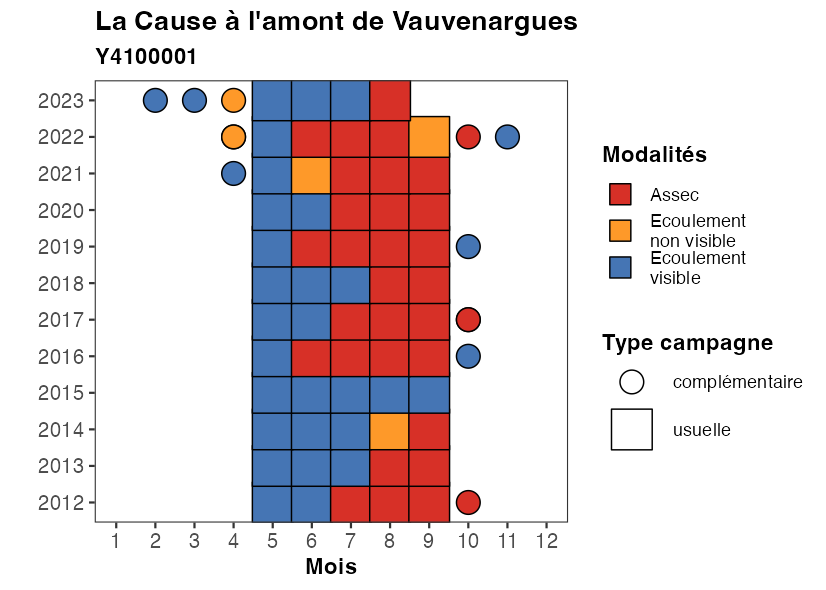 La Cause à l'amont de Vauvenargues
Y4100001
2023
2022
2021
2020
2019
2018
2017
2016
2015
2014
2013
2012
1 2 3 4 5 6 7 8 9 10 11 12
Mois
Modalités
Assec
Ecoulement
non visible
Ecoulement
visible
Type campagne
complémentaire
usuelle